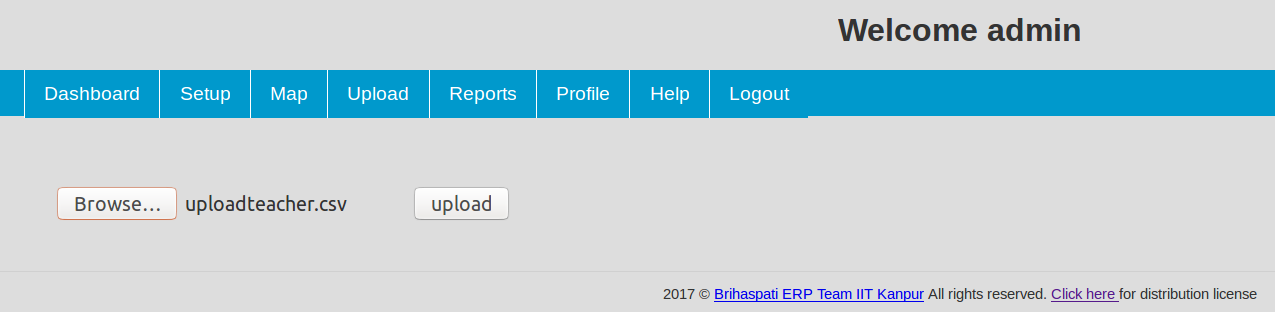 Welcome admin
Dashboard Setup Map Upload Reports Profile Help Logout
Browse... uploadteacher.csv upload
2017 © Brihaspati ERP Team IIT Kanpur All rights reserved. Click here for distribution license